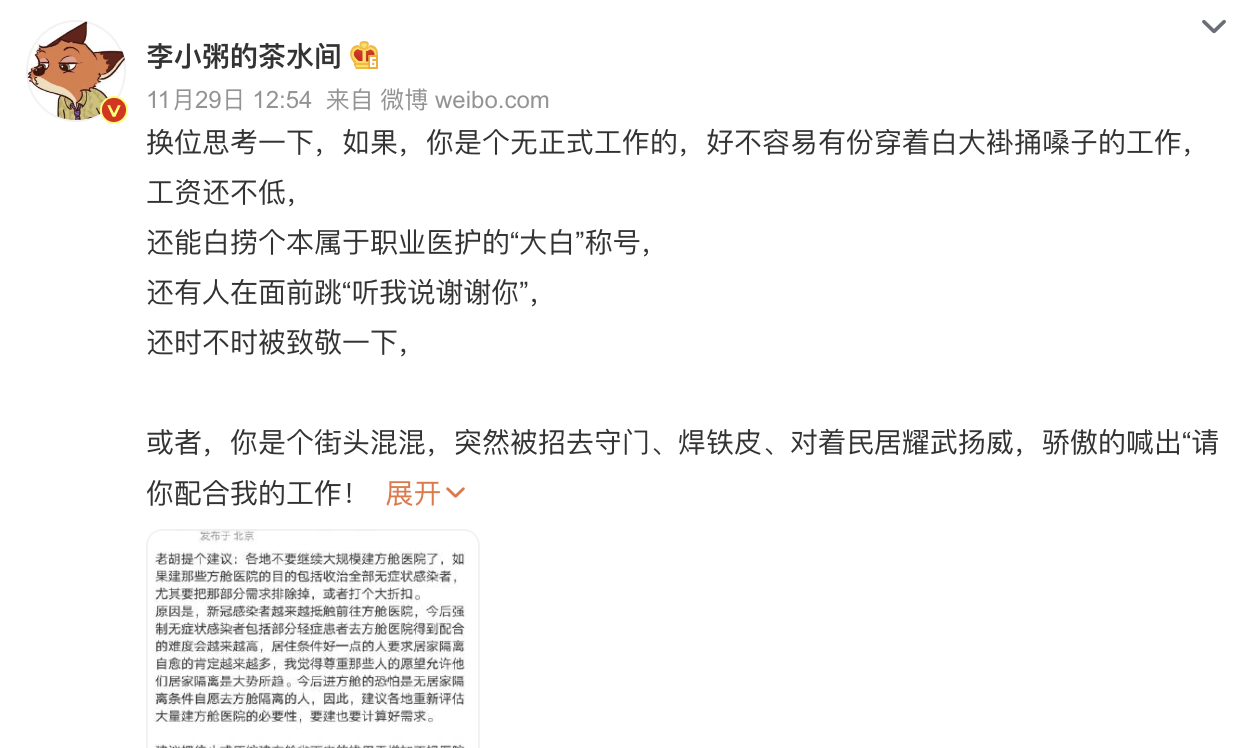 李小粥的茶水间
6
V
11月29日 12:54 来自 微博 weibo.com
换位思考一下，如果，你是个无正式工作的，好不容易有份穿着白大褂捅嗓子的工作，
工资还不低，
还能白捞个本属于职业医护的“大白”称号，
还有人在面前跳“听我说谢谢你”，
还时不时被致敬一下，
或者，你是个街头混混，突然被招去守门、焊铁皮、对着民居耀武扬威，骄傲的喊出“请
你配合我的工作！ 展开
发布于 北京
老胡提个建议：各地不要继续大规模建方舱医院了，如
果建那些方舱医院的目的包括收治全部无症状感染者，
尤其要把那部分需求排除掉，或者打个大折扣。
原因是，新冠感染者越来越抵触前往方舱医院，今后强
制无症状感染者包括部分轻症患者去方舱医院得到配合
的难度会越来越高，居住条件好一点的人要求居家隔离
自愈的肯定越来越多，我觉得尊重那些人的愿望允许他
们居家隔离是大势所趋。今后进方舱的恐怕是无居家隔
离条件自愿去方舱隔离的人，因此，建议各地重新评估
大量建方舱医院的必要性，要建也要计算好需求。